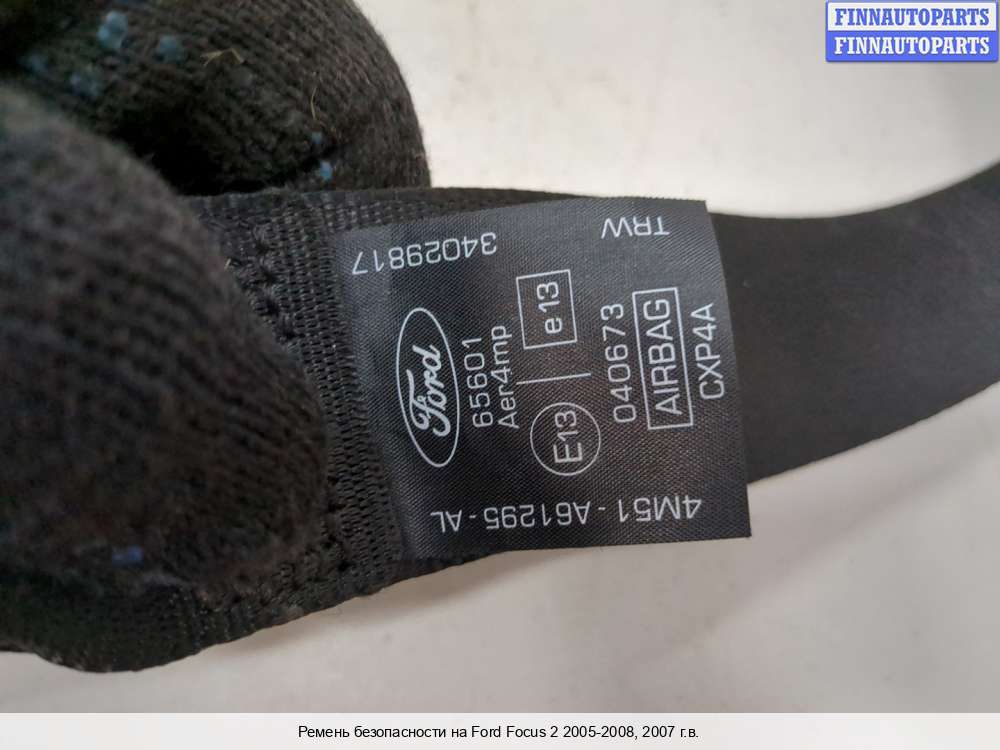 FINNAUTOPARTS
FINNAUTOPARTS
34029817
TRW
Ford
65601
Aer4mp
E13
e13
040673
AIRBAG
CXP4A
4M51 - A61295 - AL
Ремень безопасности на Ford Focus 2 2005-2008, 2007 г.в.